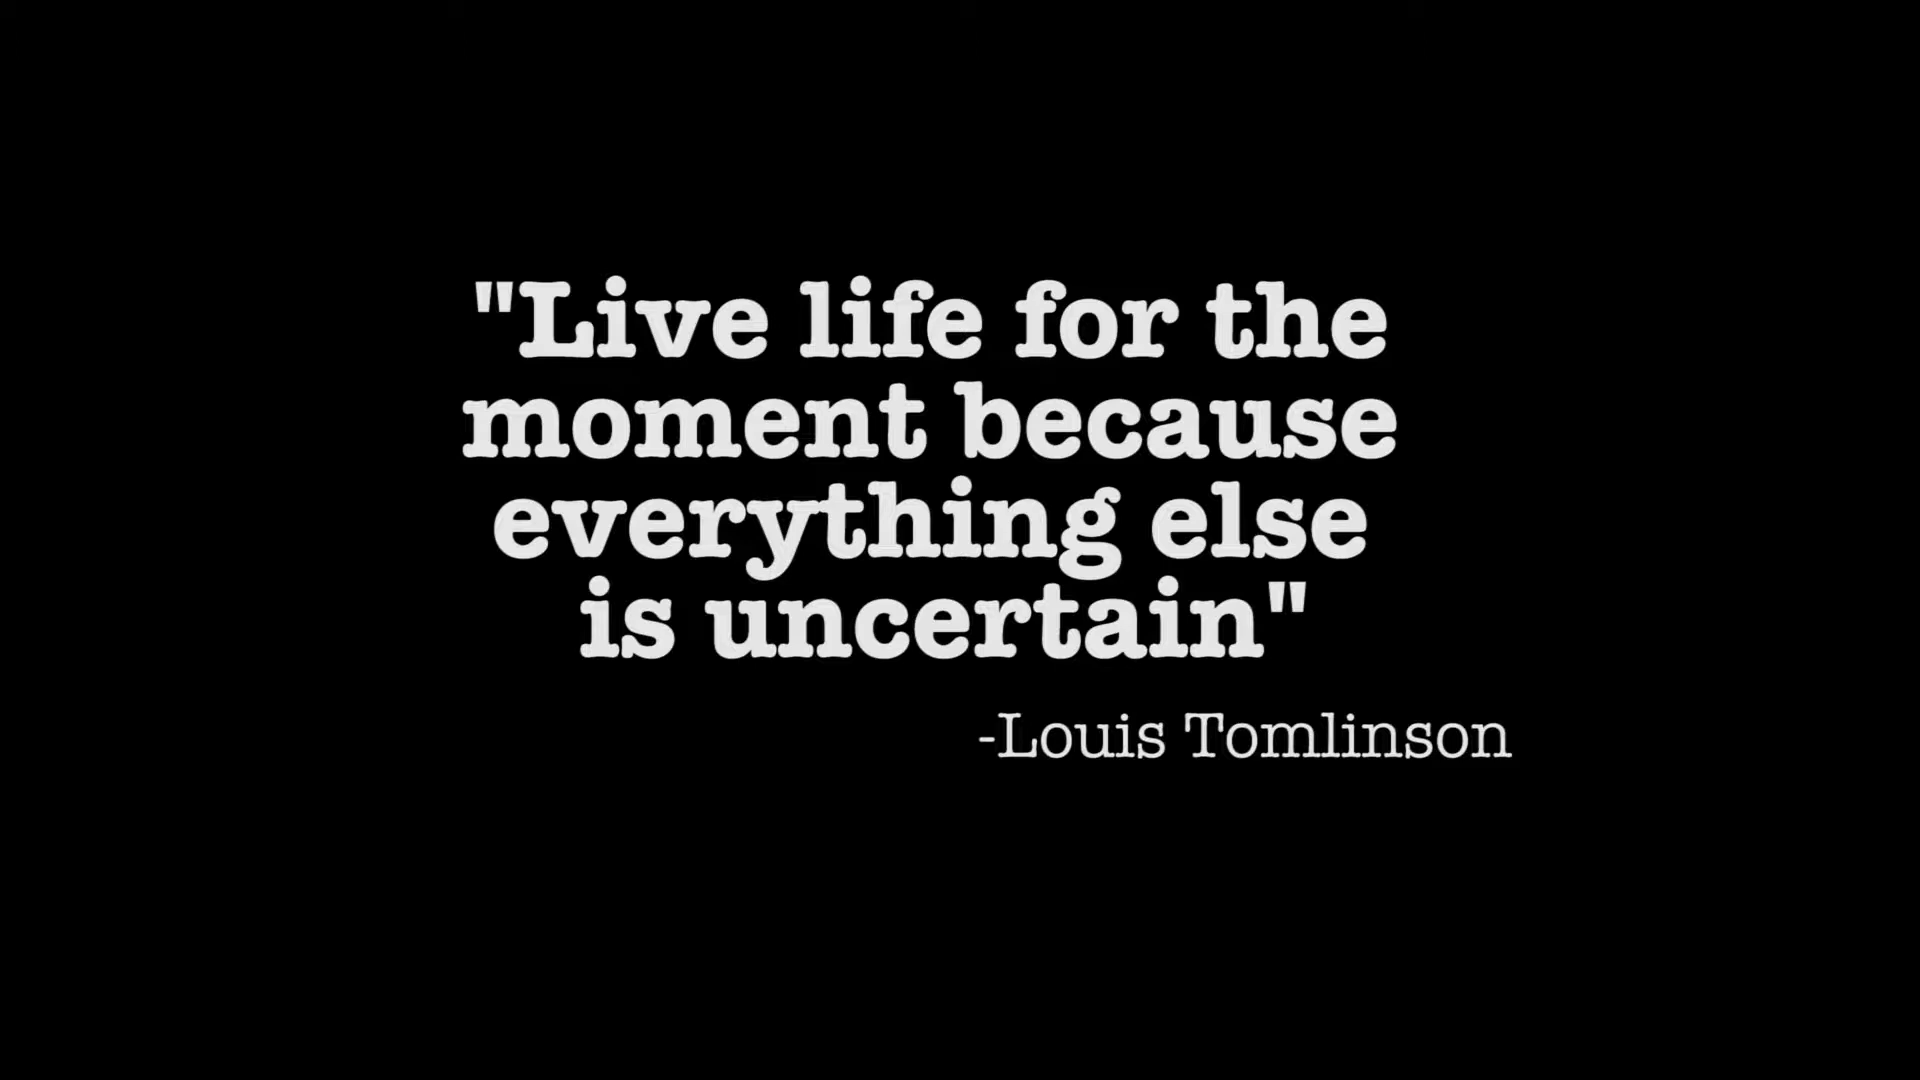 "Live life for the
moment because
everything else
is uncertain"
-Louis Tomlinson